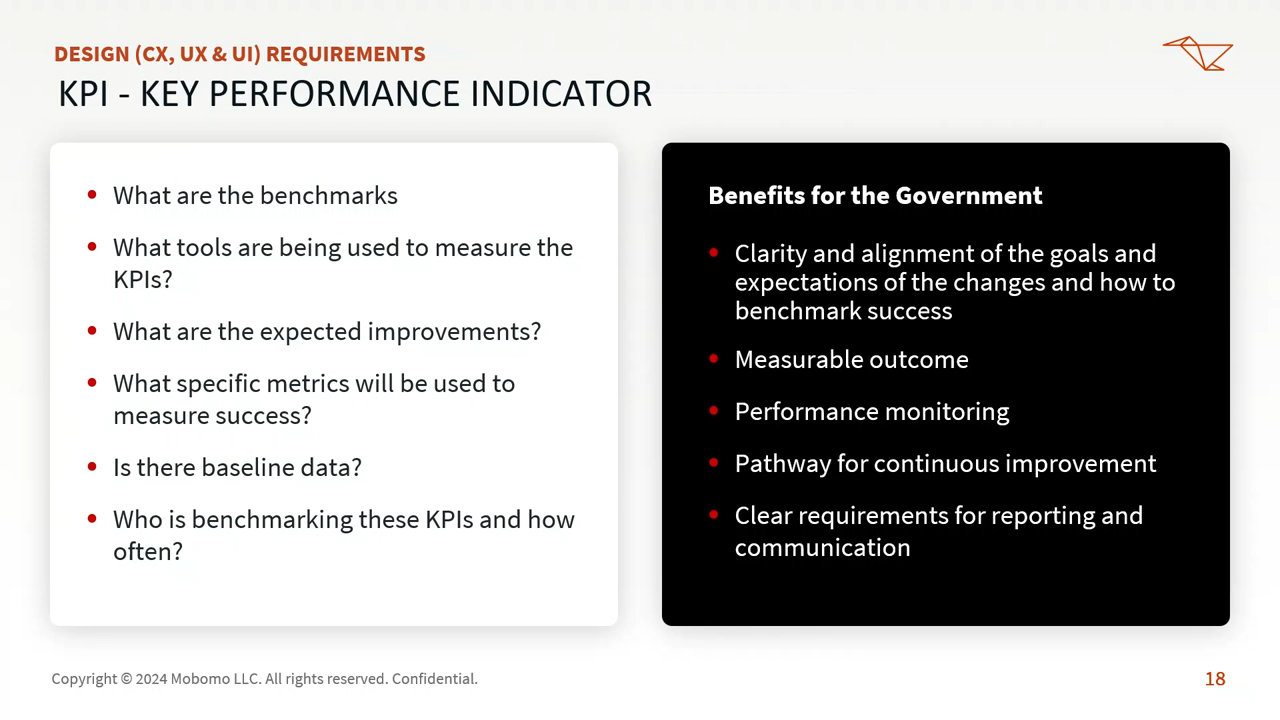 DESIGN (CX, UX & UI) REQUIREMENTS
KPI - KEY PERFORMANCE INDICATOR
• What are the benchmarks
• What tools are being used to measure the
KPIs?
• What are the expected improvements?
• What specific metrics will be used to
measure success?
• Is there baseline data?
• Who is benchmarking these KPIs and how
often?
Benefits for the Government
• Clarity and alignment of the goals and
expectations of the changes and how to
benchmark success
• Measurable outcome
• Performance monitoring
• Pathway for continuous improvement
• Clear requirements for reporting and
communication
Copyright © 2024 Mobomo LLC. All rights reserved. Confidential.
18